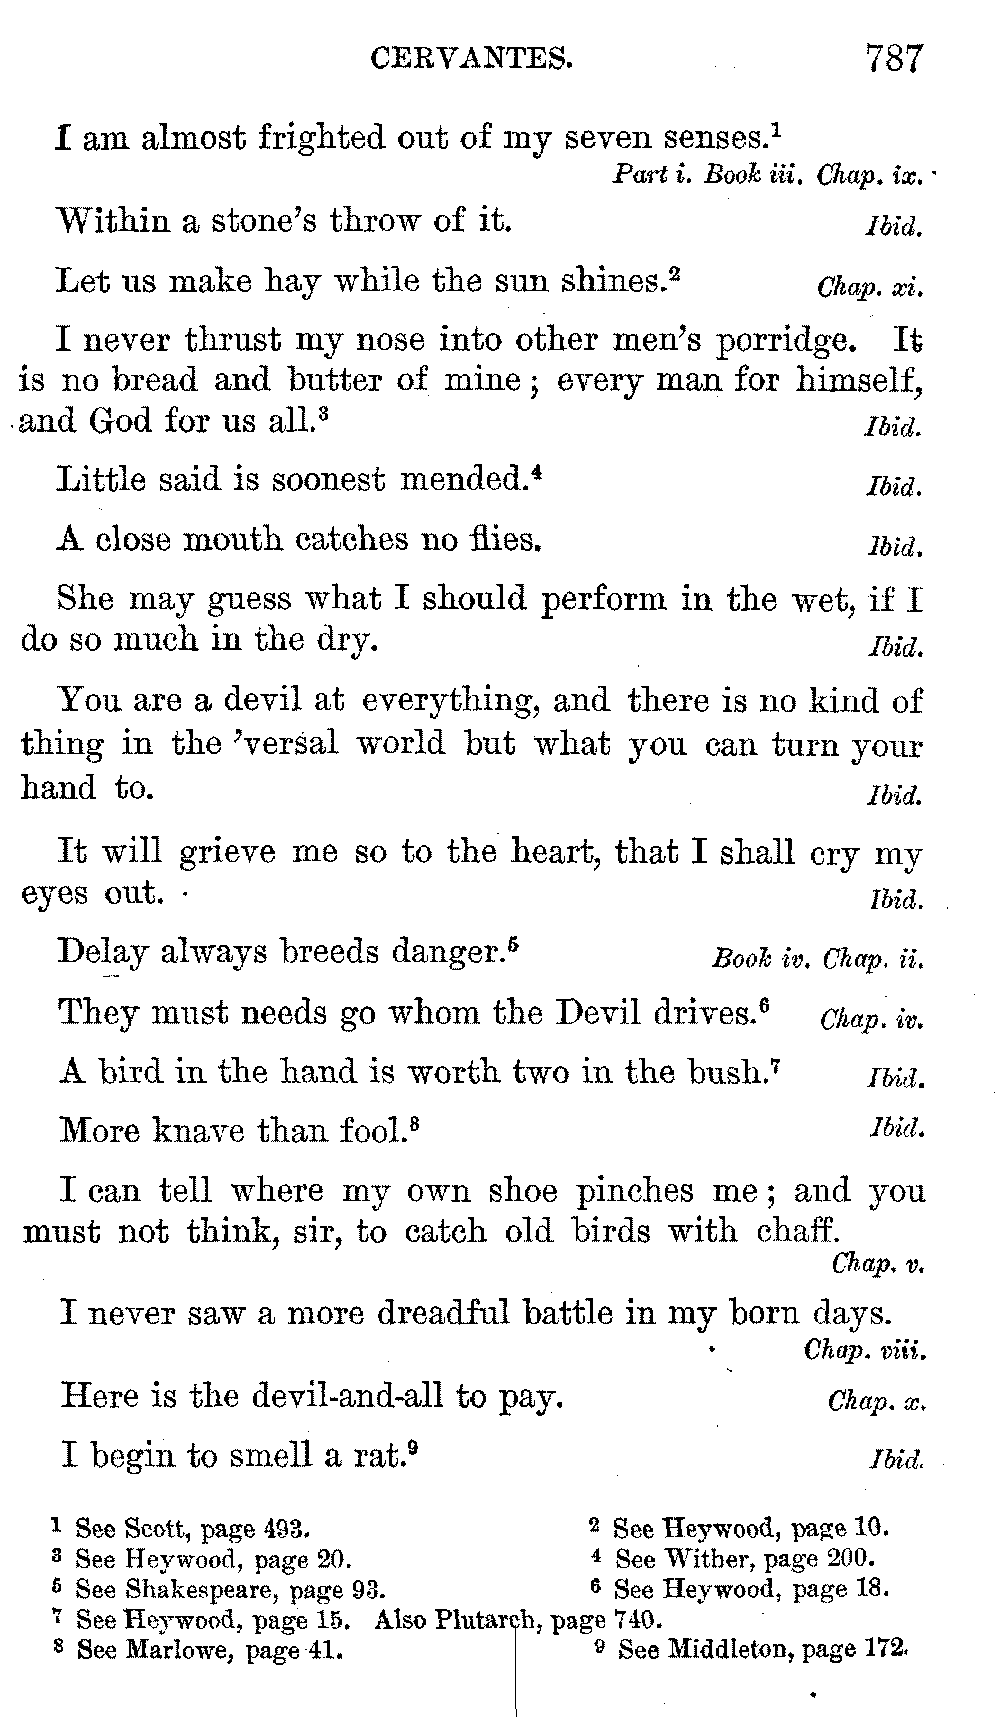 CERVANTES. 787
I am almost frighted out of my seven senses.¹
Part i. Book iii. Chap. ix.
Within a stone's throw of it. Ibid.
Let us make hay while the sun shines.² Chap. xi.
I never thrust my nose into other men's porridge. It
is no bread and butter of mine; every man for himself,
and God for us all.³ Ibid.
Little said is soonest mended.⁴ Ibid.
A close mouth catches no flies. Ibid.
She may guess what I should perform in the wet, if I
do so much in the dry. Ibid.
You are a devil at everything, and there is no kind of
thing in the 'versal world but what you can turn your
hand to. Ibid.
It will grieve me so to the heart, that I shall cry my
eyes out. Ibid.
Delay always breeds danger.⁵ Book iv. Chap. ii.
They must needs go whom the Devil drives.⁶ Chap. iv.
A bird in the hand is worth two in the bush.⁷ Ibid.
More knave than fool.⁸ Ibid.
I can tell where my own shoe pinches me; and you
must not think, sir, to catch old birds with chaff.
Chap. v.
I never saw a more dreadful battle in my born days.
Chap. viii.
Here is the devil-and-all to pay. Chap. x.
I begin to smell a rat.⁹ Ibid.
¹ See Scott, page 493. ² See Heywood, page 10.
³ See Heywood, page 20. ⁴ See Wither, page 200.
⁵ See Shakespeare, page 93. ⁶ See Heywood, page 18.
⁷ See Heywood, page 15. Also Plutarch, page 740.
⁸ See Marlowe, page 41. ⁹ See Middleton, page 172.